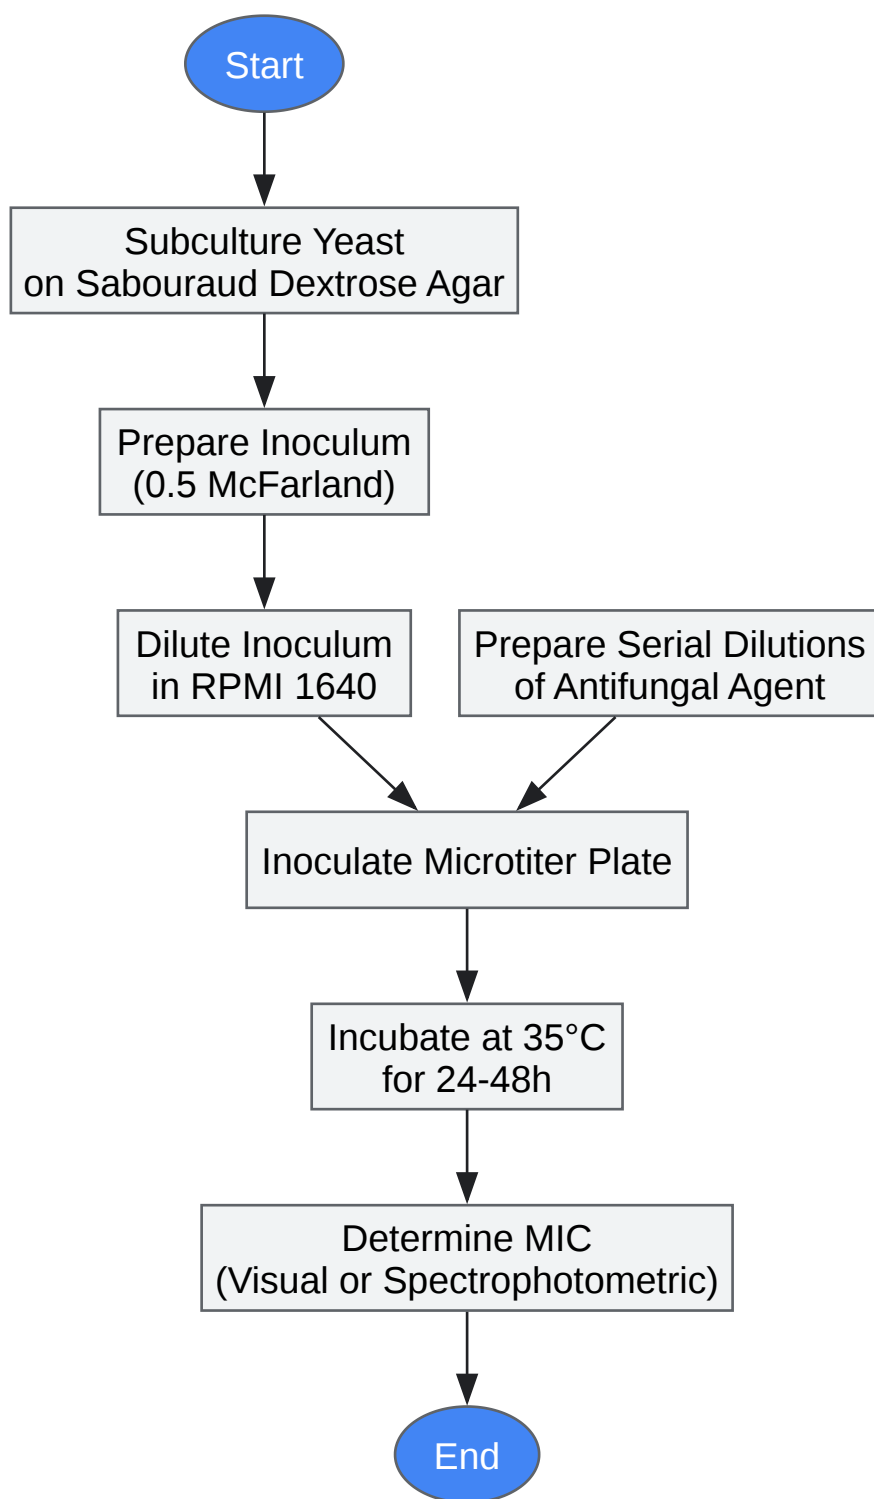 Start
Subculture Yeast
on Sabouraud Dextrose Agar
Prepare Inoculum
(0.5 McFarland)
Dilute Inoculum
in RPMI 1640
Prepare Serial Dilutions
of Antifungal Agent
Inoculate Microtiter Plate
Incubate at 35°C
for 24-48h
Determine MIC
(Visual or Spectrophotometric)
End